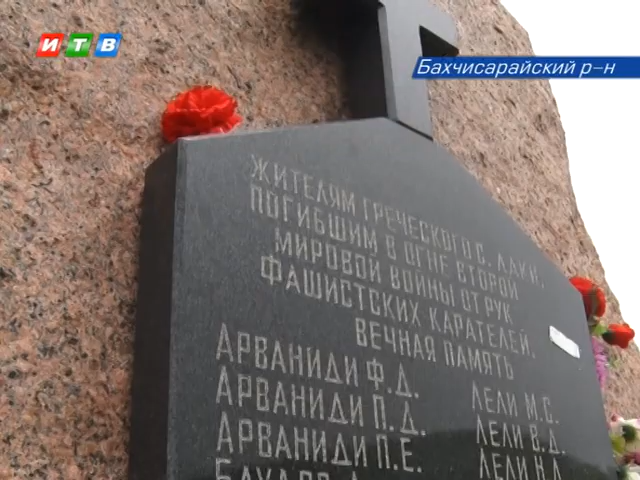 ИТВ
Бахчисарайский р-н
ЖИТЕЛЯМ ГРЕЧЕСКОГО С. ЛАКИ,
ПОГИБШИМ В ОГНЕ ВТОРОЙ
МИРОВОЙ ВОЙНЫ ОТ РУК
ФАШИСТСКИХ КАРАТЕЛЕЙ.
ВЕЧНАЯ ПАМЯТЬ
АРВАНИДИ Ф.Д.
АРВАНИДИ П.Д.
АРВАНИДИ П.Е.
ЛЕЛИ М.С.
ЛЕЛИ В.Д.
ЛЕЛИ